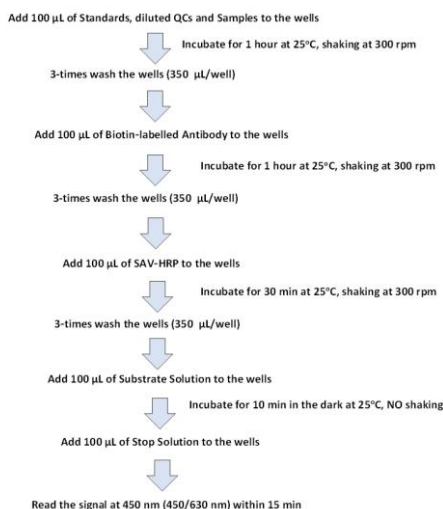 Add 100 µL of Standards, diluted QCs and Samples to the wells
Incubate for 1 hour at 25°C, shaking at 300 rpm
3-times wash the wells (350 µL/well)
Add 100 µL of Biotin-labelled Antibody to the wells
Incubate for 1 hour at 25°C, shaking at 300 rpm
3-times wash the wells (350 µL/well)
Add 100 µL of SAV-HRP to the wells
Incubate for 30 min at 25°C, shaking at 300 rpm
3-times wash the wells (350 µL/well)
Add 100 µL of Substrate Solution to the wells
Incubate for 10 min in the dark at 25°C, NO shaking
Add 100 µL of Stop Solution to the wells
Read the signal at 450 nm (450/630 nm) within 15 min